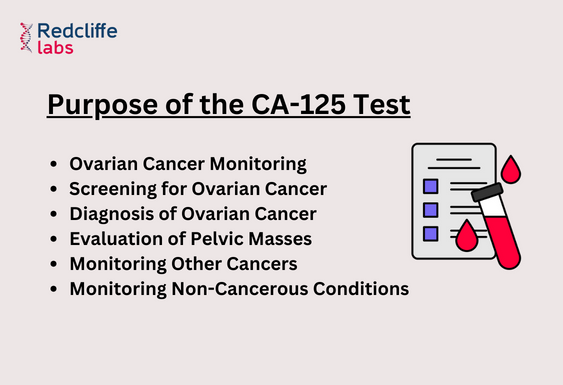 Redcliffe
labs
Purpose of the CA-125 Test
• Ovarian Cancer Monitoring
• Screening for Ovarian Cancer
• Diagnosis of Ovarian Cancer
• Evaluation of Pelvic Masses
• Monitoring Other Cancers
• Monitoring Non-Cancerous Conditions